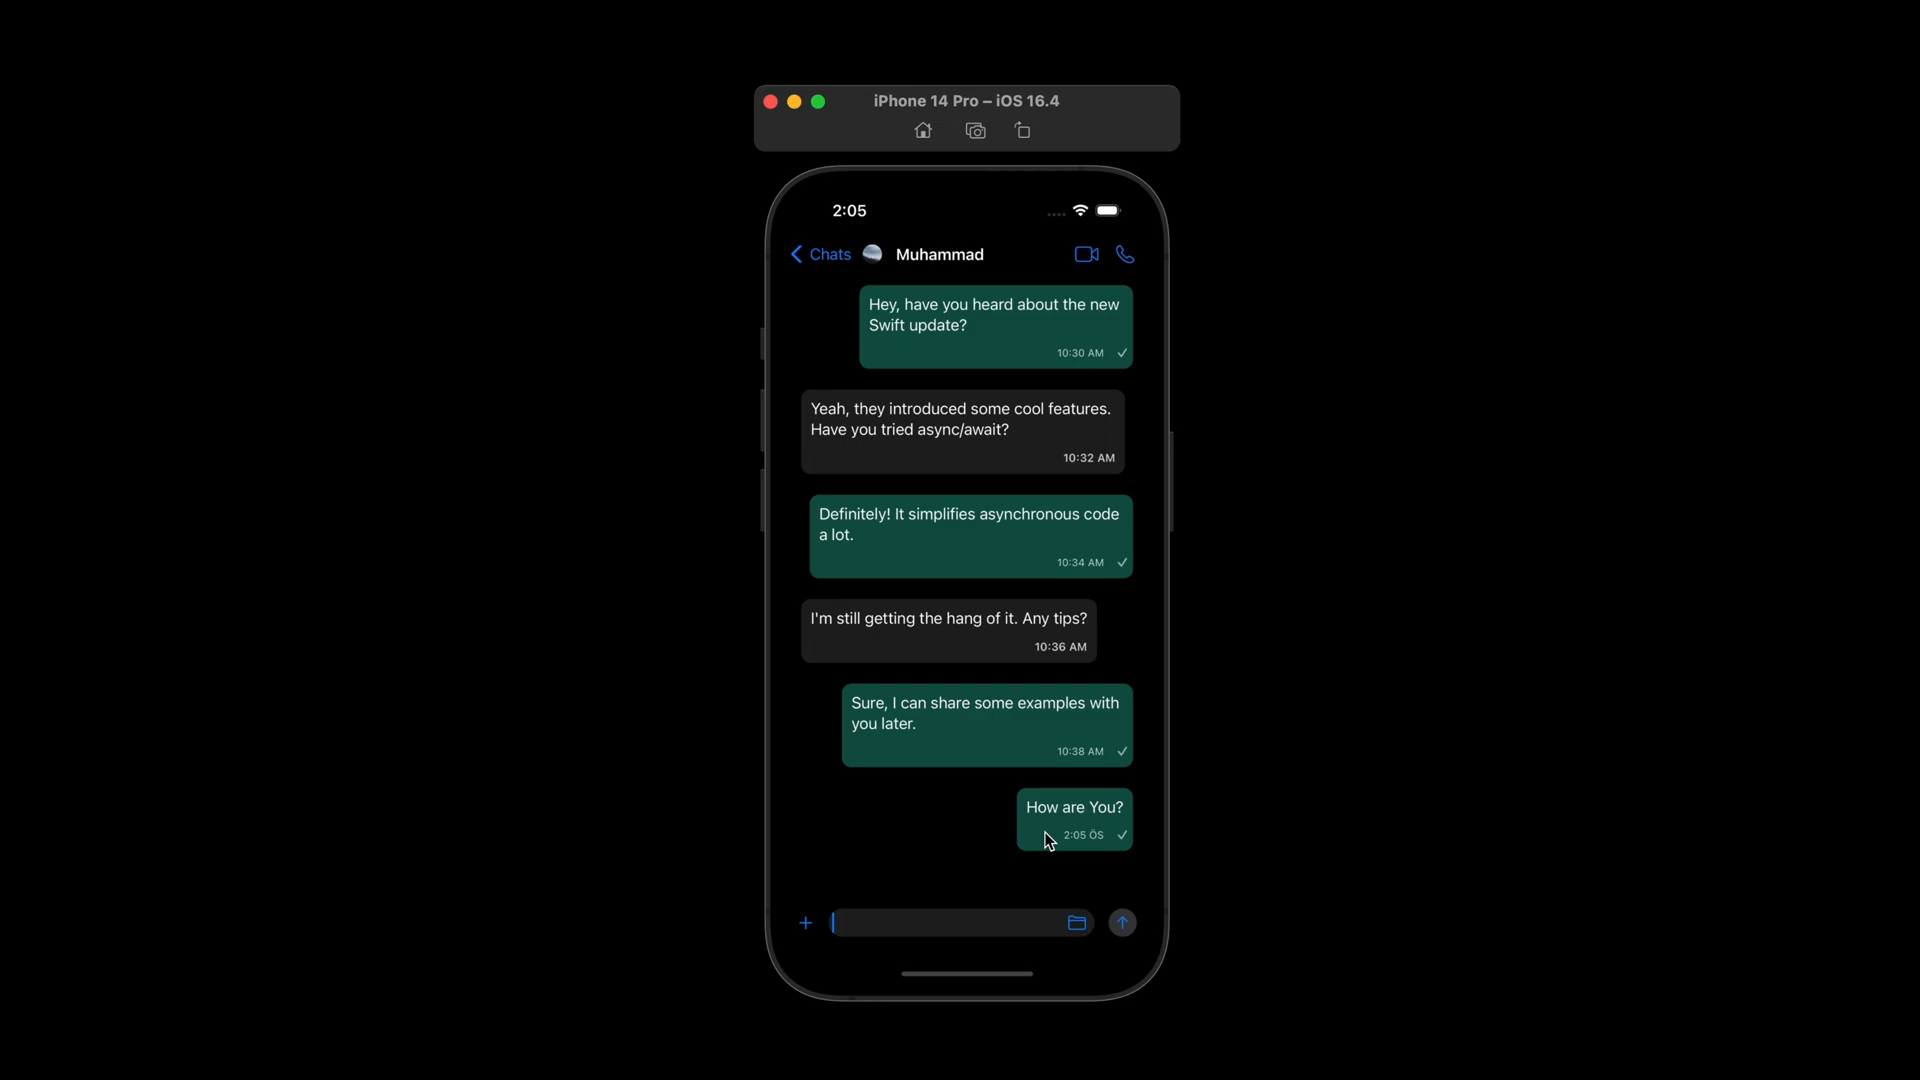 iPhone 14 Pro – iOS 16.4
2:05
Chats
Muhammad
Hey, have you heard about the new
Swift update?
10:30 AM
Yeah, they introduced some cool features.
Have you tried async/await?
10:32 AM
Definitely! It simplifies asynchronous code
a lot.
10:34 AM
I'm still getting the hang of it. Any tips?
10:36 AM
Sure, I can share some examples with
you later.
10:38 AM
How are You?
2:05 ÖS